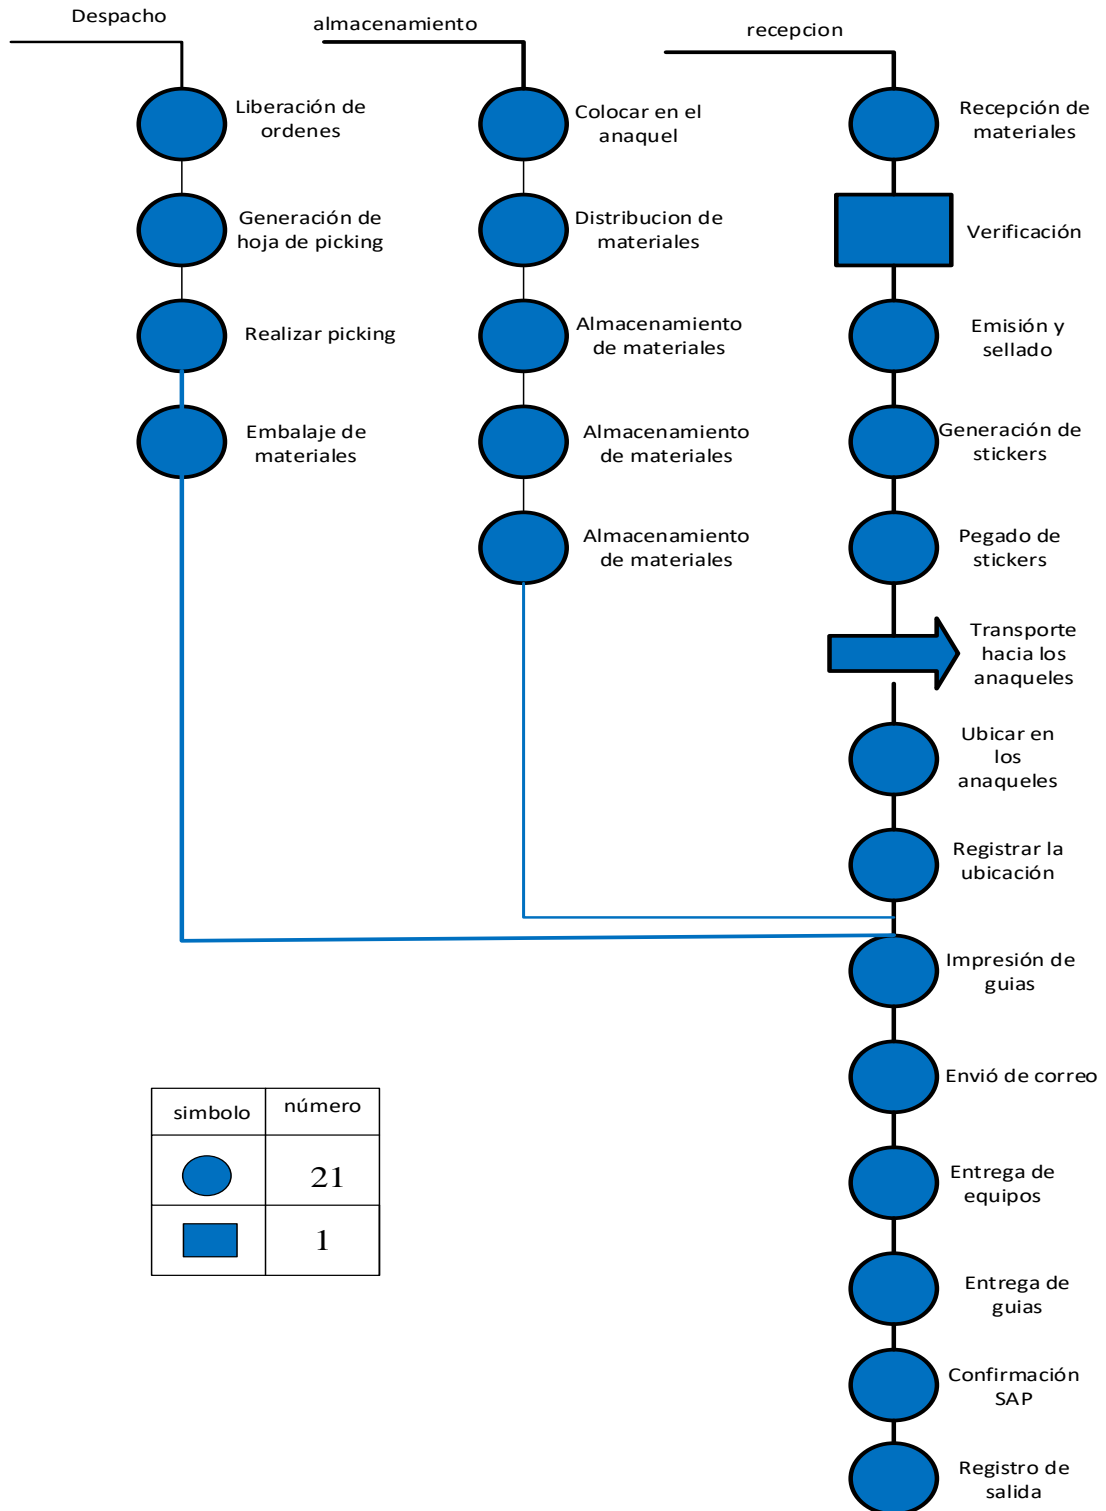 Despacho
almacenamiento
recepcion
Liberación de
ordenes
Colocar en el
anaquel
Recepción de
materiales
Generación de
hoja de picking
Distribucion de
materiales
Verificación
Realizar picking
Almacenamiento
de materiales
Emisión y
sellado
Embalaje de
materiales
Almacenamiento
de materiales
Generación de
stickers
Almacenamiento
de materiales
Pegado de
stickers
Transporte
hacia los
anaqueles
Ubicar en
los
anaqueles
Registrar la
ubicación
Impresión de
guias
Envió de correo
Entrega de
equipos
Entrega de
guias
Confirmación
SAP
Registro de
salida
simbolo número
21
1